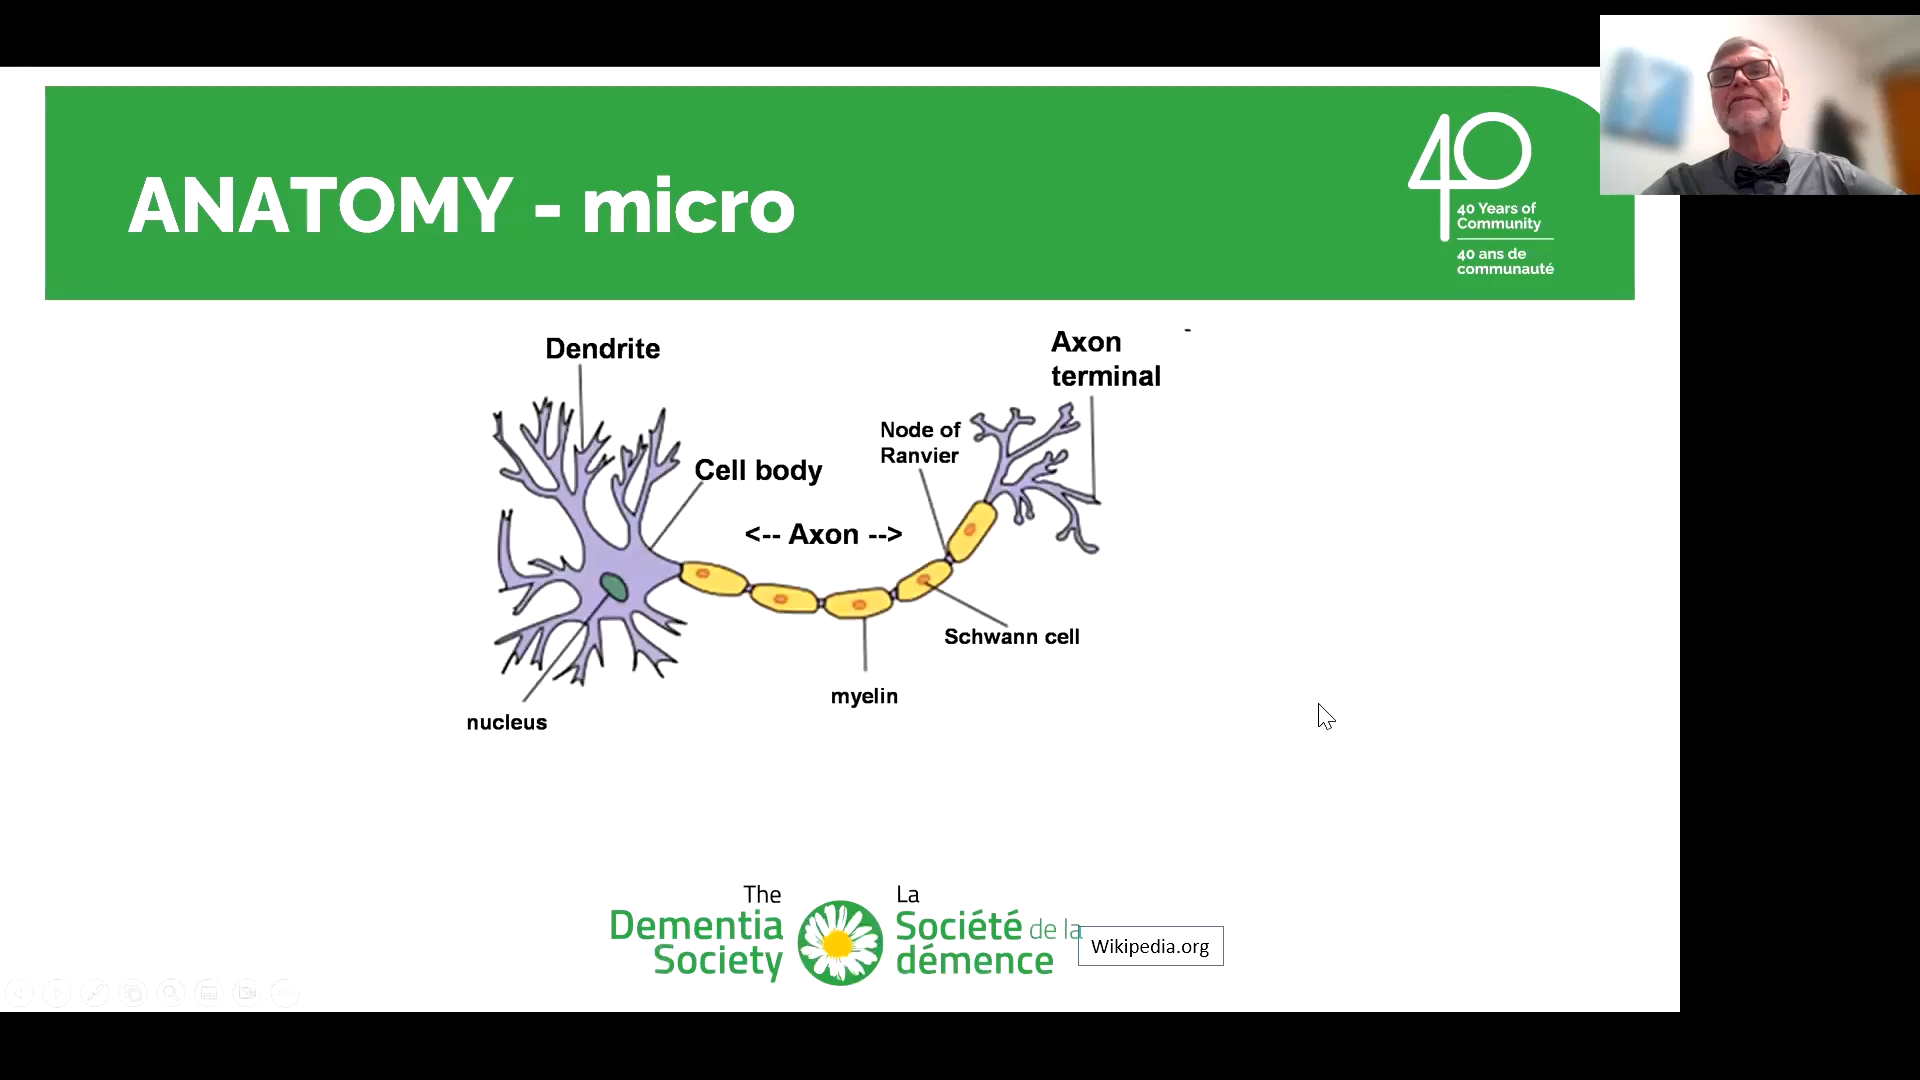 ANATOMY - micro
40
40 Years of
Community
40 ans de
communauté
Dendrite
Axon
terminal
Node of
Ranvier
Cell body
<-- Axon -->
Schwann cell
myelin
nucleus
The
Dementia
Society
La
Société de la
démence
Wikipedia.org